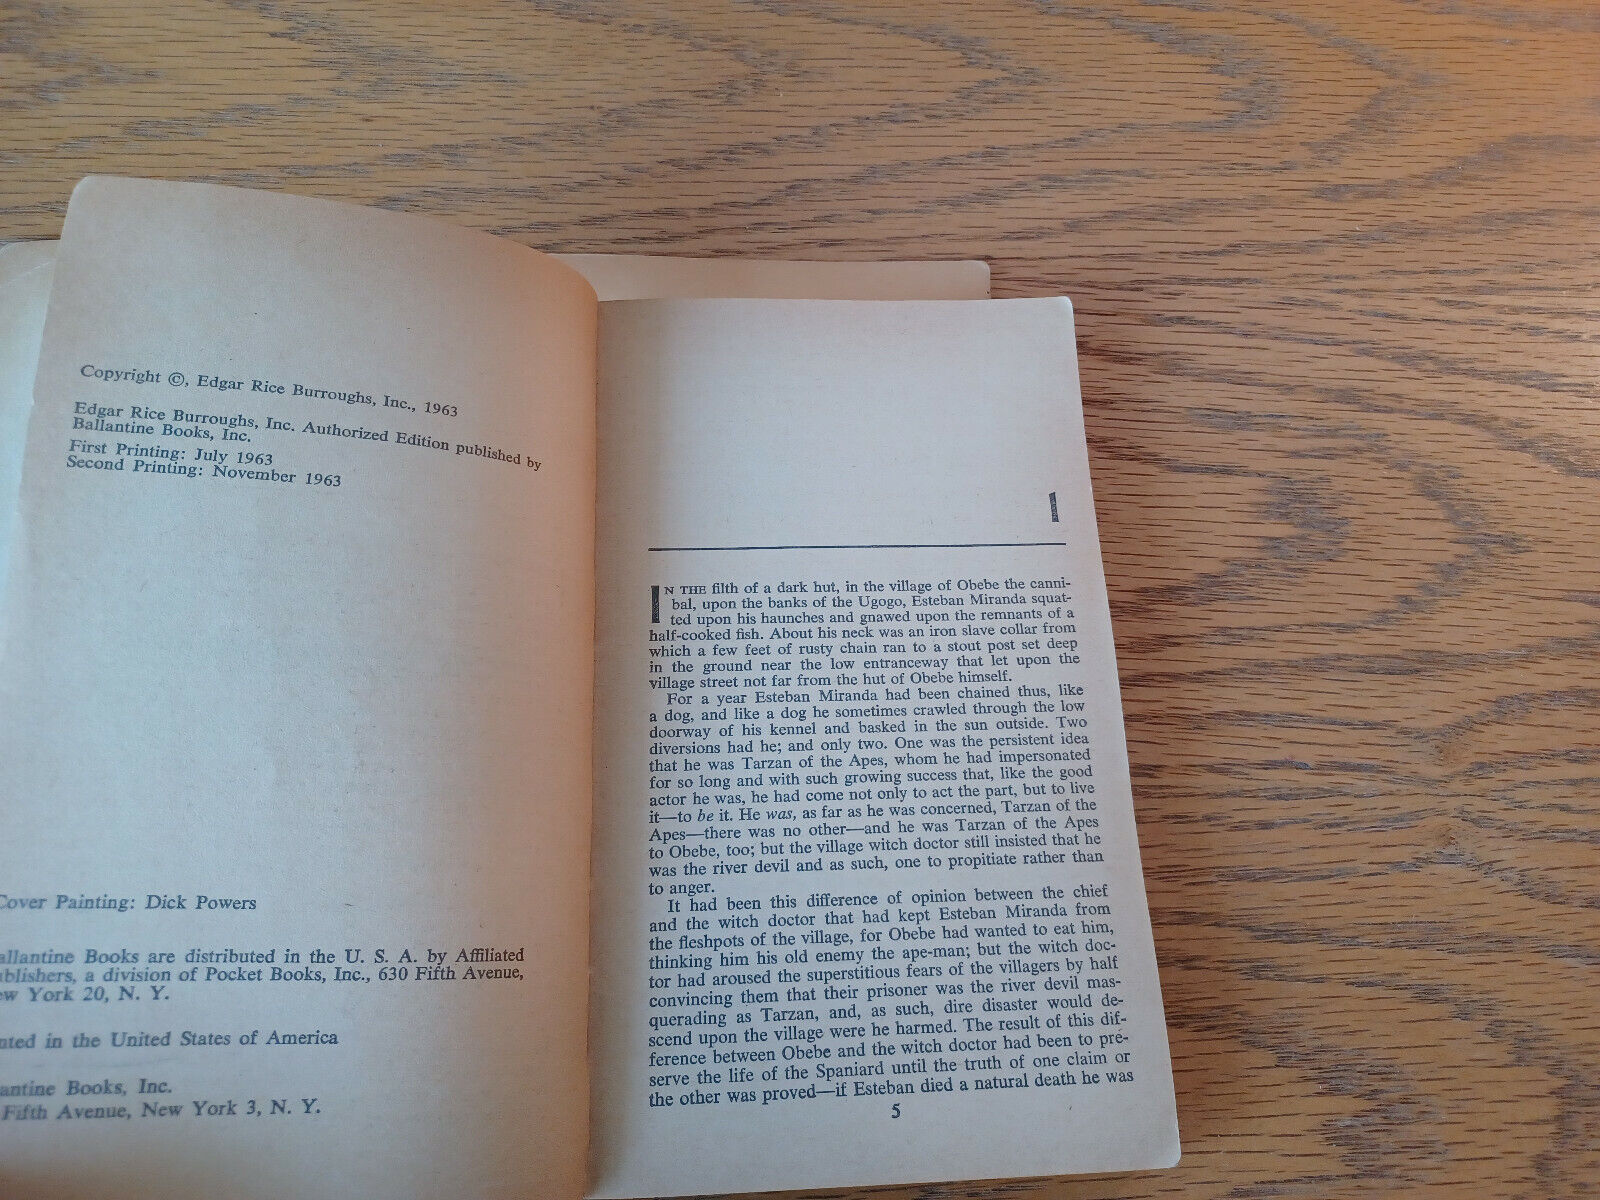 Copyright ©, Edgar Rice Burroughs, Inc., 1963
Edgar Rice Burroughs, Inc. Authorized Edition published by
Ballantine Books, Inc.
First Printing: July 1963
Second Printing: November 1963
Cover Painting: Dick Powers
allantine Books are distributed in the U. S. A. by Affiliated
ublishers, a division of Pocket Books, Inc., 630 Fifth Avenue,
ew York 20, N. Y.
nted in the United States of America
antine Books, Inc.
Fifth Avenue, New York 3, N. Y.
1
IN THE filth of a dark hut, in the village of Obebe the canni-
bal, upon the banks of the Ugogo, Esteban Miranda squat-
ted upon his haunches and gnawed upon the remnants of a
half-cooked fish. About his neck was an iron slave collar from
which a few feet of rusty chain ran to a stout post set deep
in the ground near the low entranceway that let upon the
village street not far from the hut of Obebe himself.
For a year Esteban Miranda had been chained thus, like
a dog, and like a dog he sometimes crawled through the low
doorway of his kennel and basked in the sun outside. Two
diversions had he; and only two. One was the persistent idea
that he was Tarzan of the Apes, whom he had impersonated
for so long and with such growing success that, like the good
actor he was, he had come not only to act the part, but to live
it—to be it. He was, as far as he was concerned, Tarzan of the
Apes—there was no other—and he was Tarzan of the Apes
to Obebe, too; but the village witch doctor still insisted that he
was the river devil and as such, one to propitiate rather than
to anger.
It had been this difference of opinion between the chief
and the witch doctor that had kept Esteban Miranda from
the fleshpots of the village, for Obebe had wanted to eat him,
thinking him his old enemy the ape-man; but the witch doc-
tor had aroused the superstitious fears of the villagers by half
convincing them that their prisoner was the river devil mas-
querading as Tarzan, and, as such, dire disaster would de-
scend upon the village were he harmed. The result of this dif-
ference between Obebe and the witch doctor had been to pre-
serve the life of the Spaniard until the truth of one claim or
the other was proved—if Esteban died a natural death he was
5